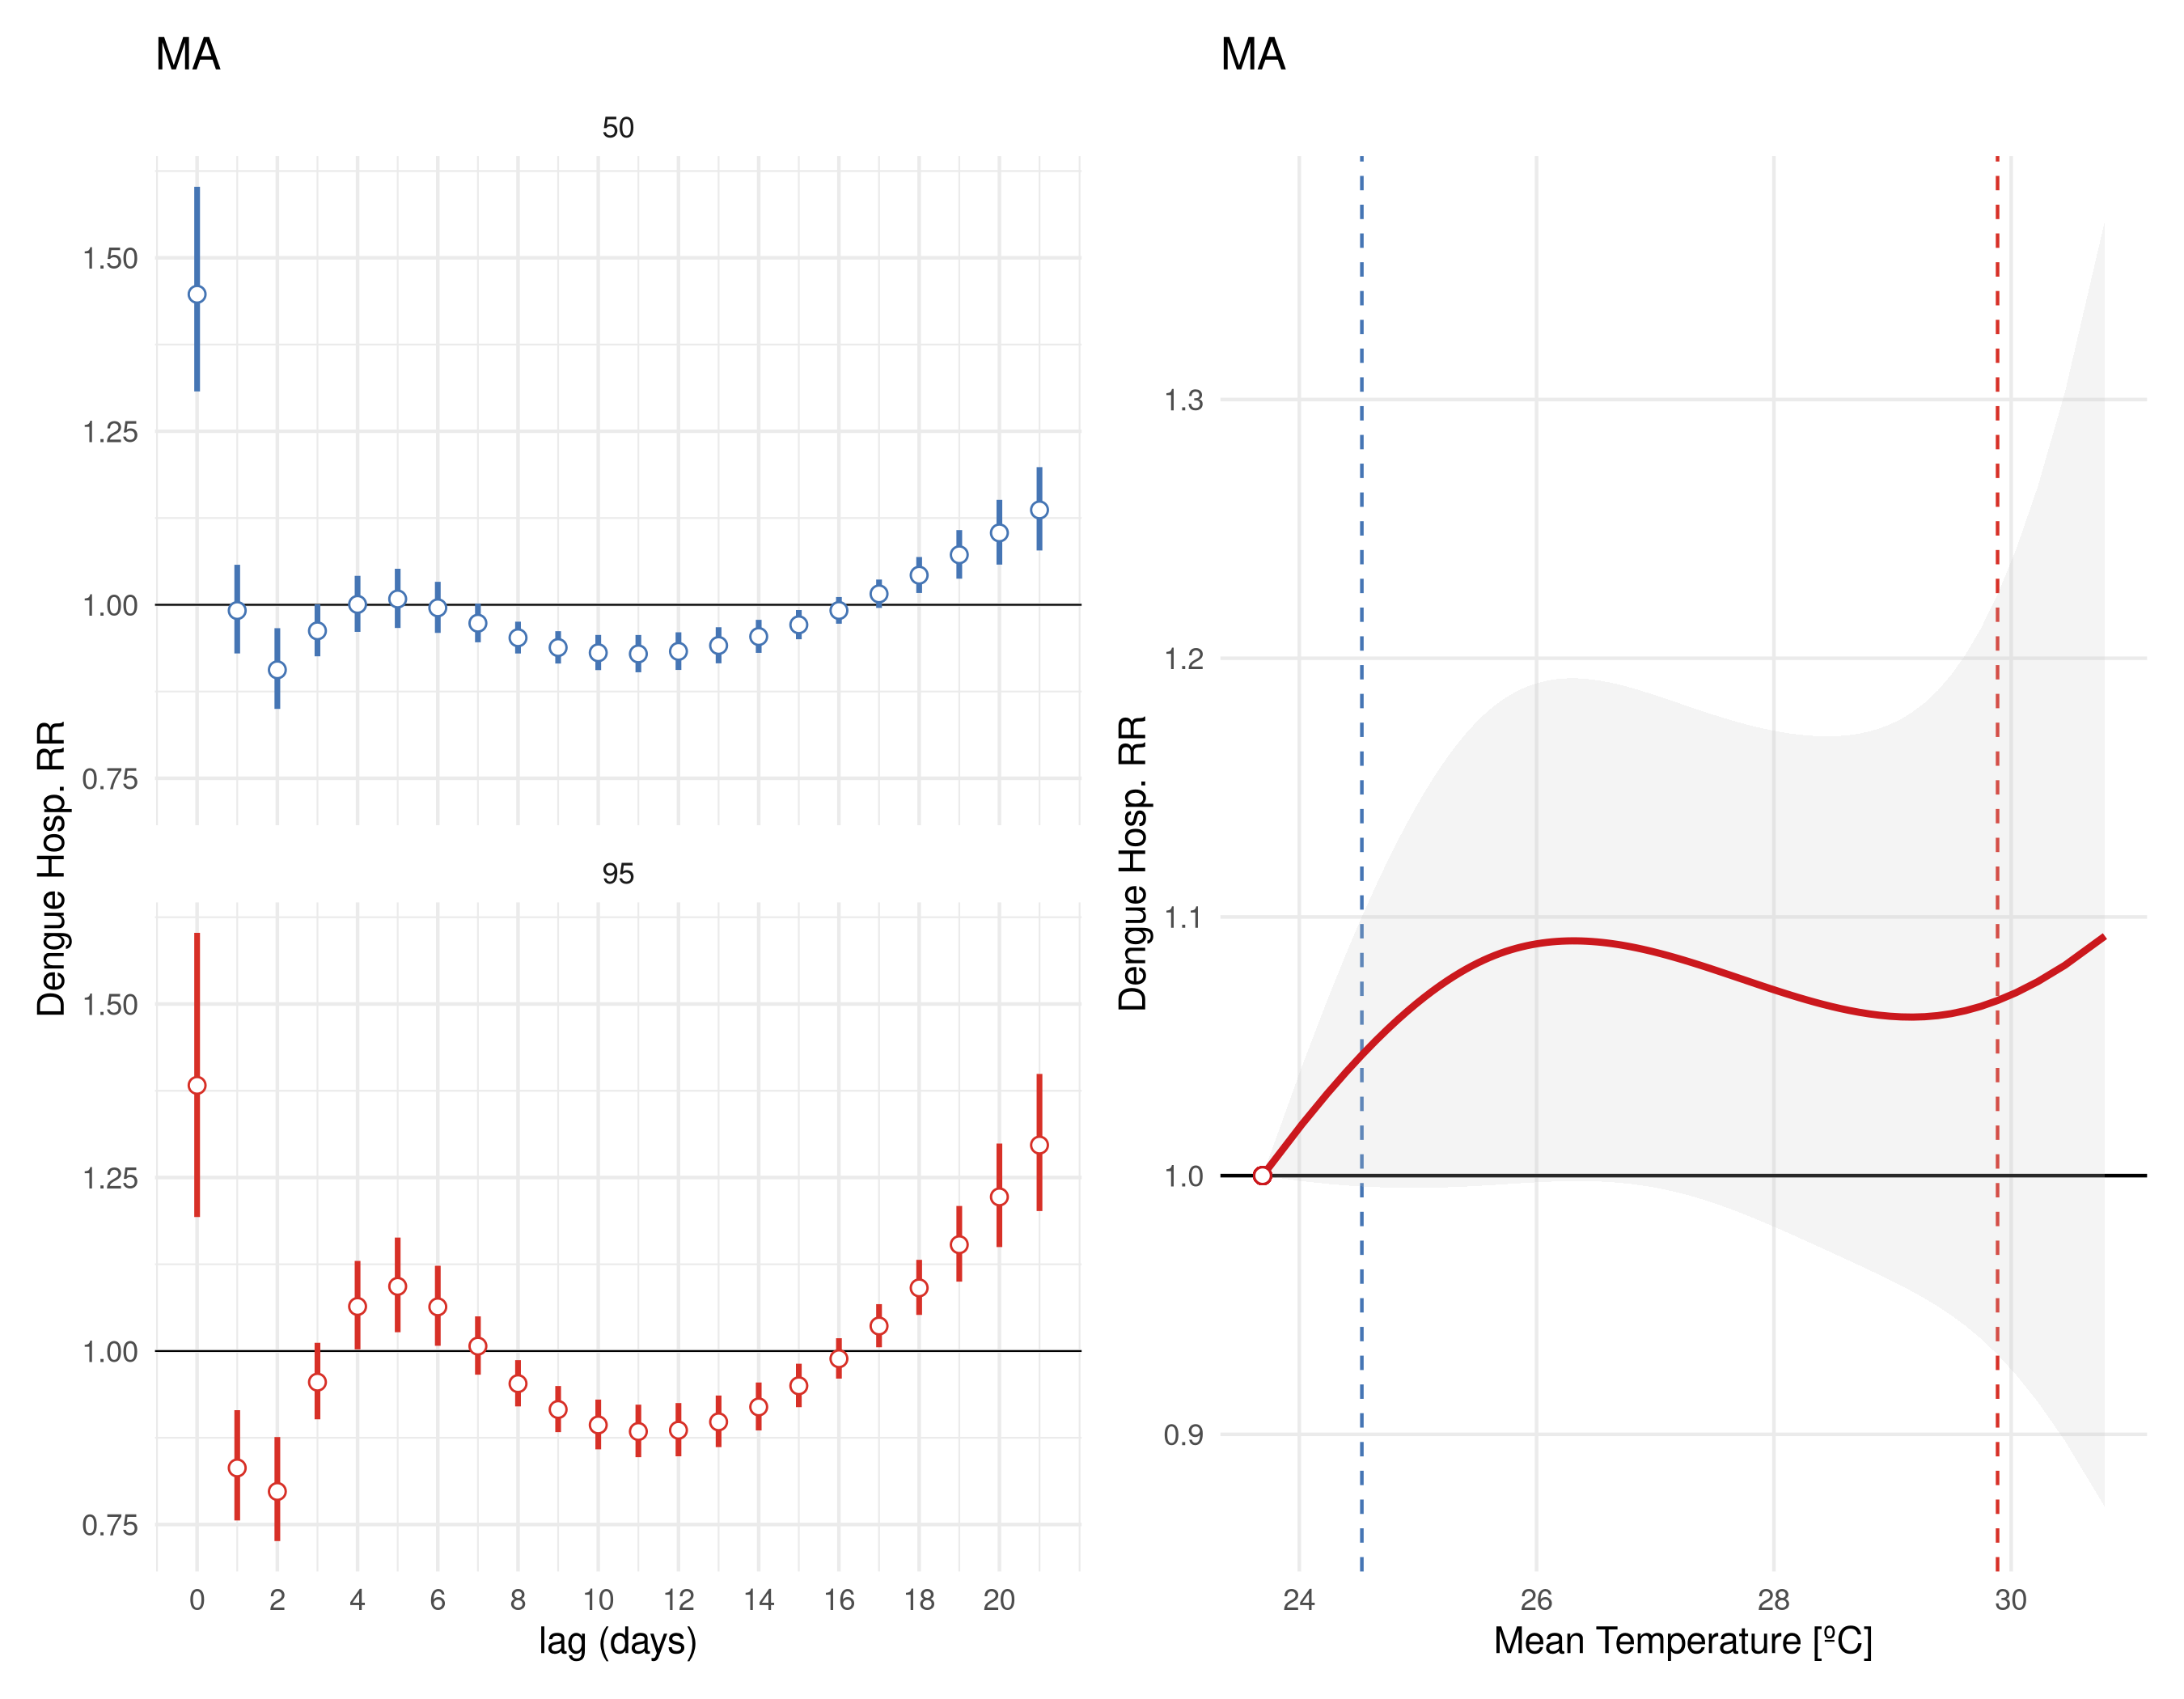 MA
50
Dengue Hosp. RR
1.50
1.25
1.00
0.75
95
1.50
1.25
1.00
0.75
0 2 4 6 8 10 12 14 16 18 20
lag (days)
MA
Dengue Hosp. RR
1.3
1.2
1.1
1.0
0.9
24 26 28 30
Mean Temperature [ºC]